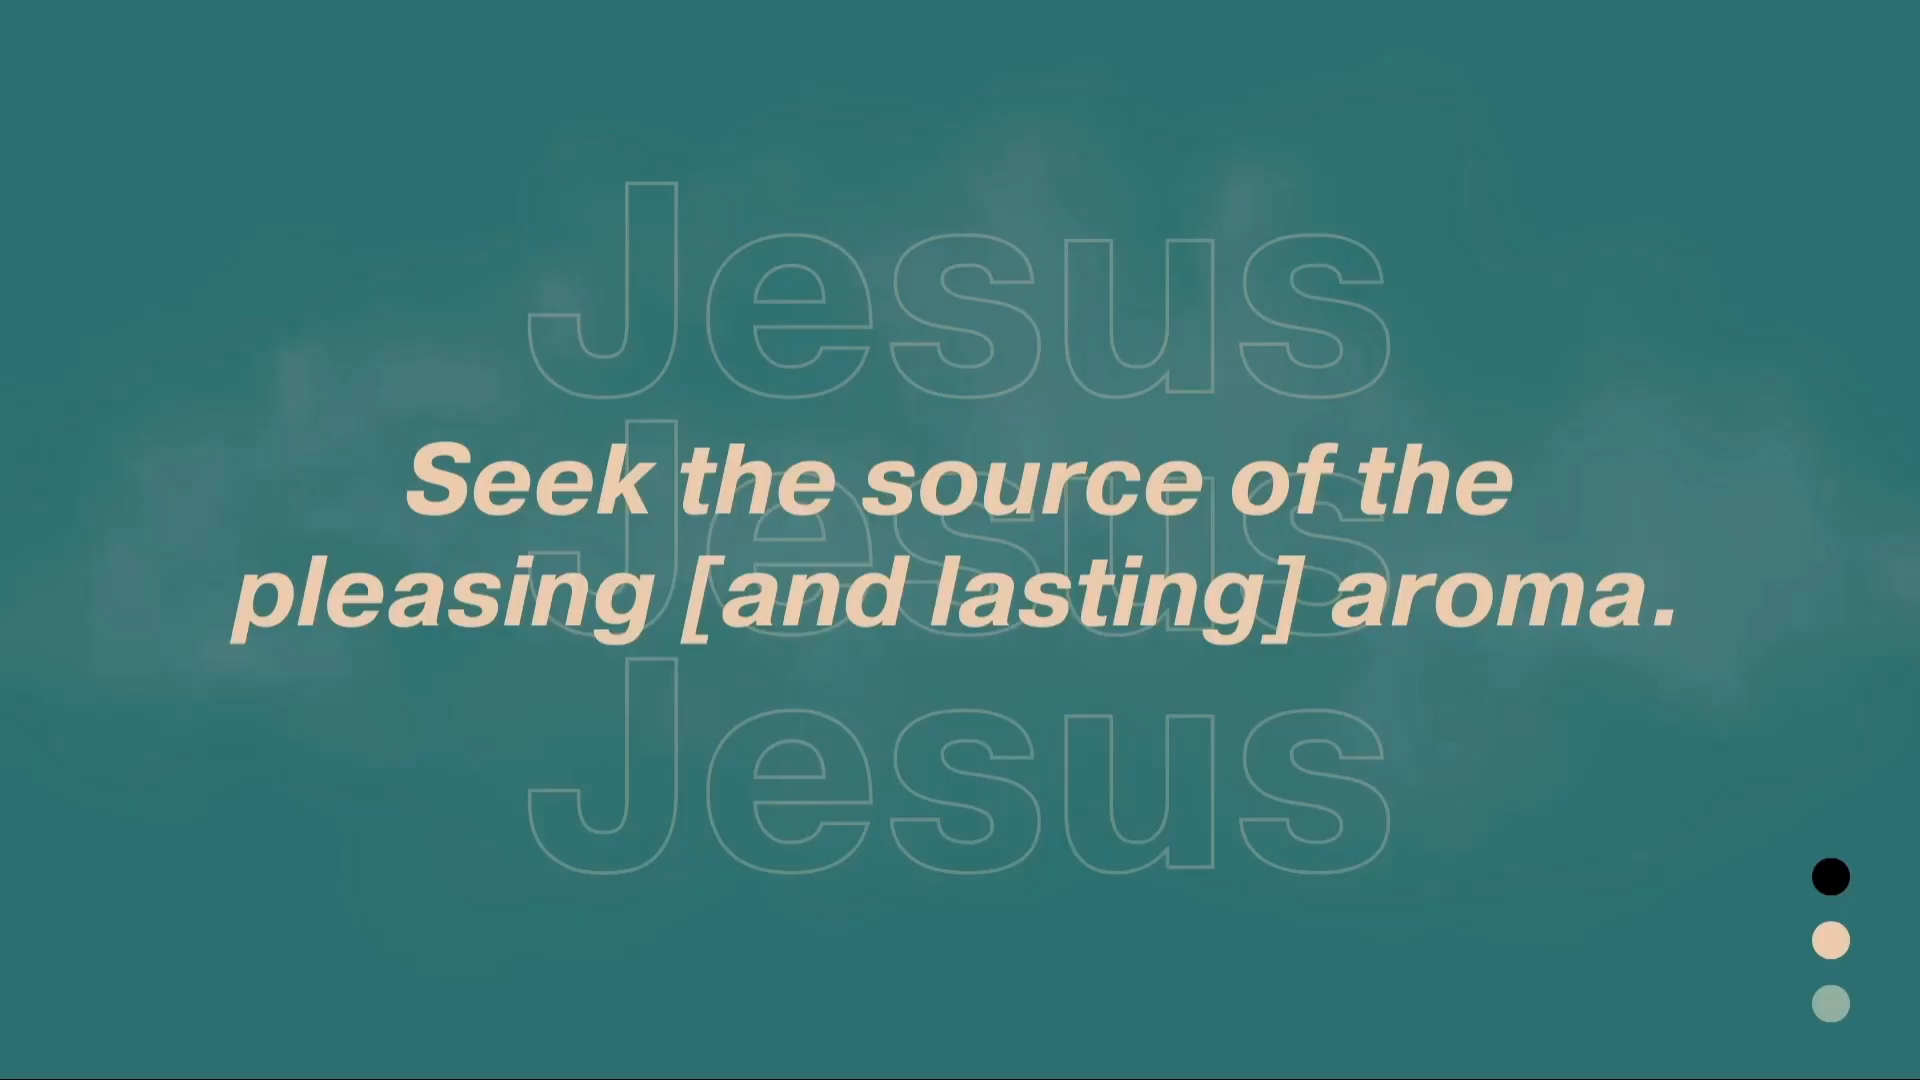 Jesus
Jesus
Seek the source of the
pleasing [and lasting] aroma.
Jesus